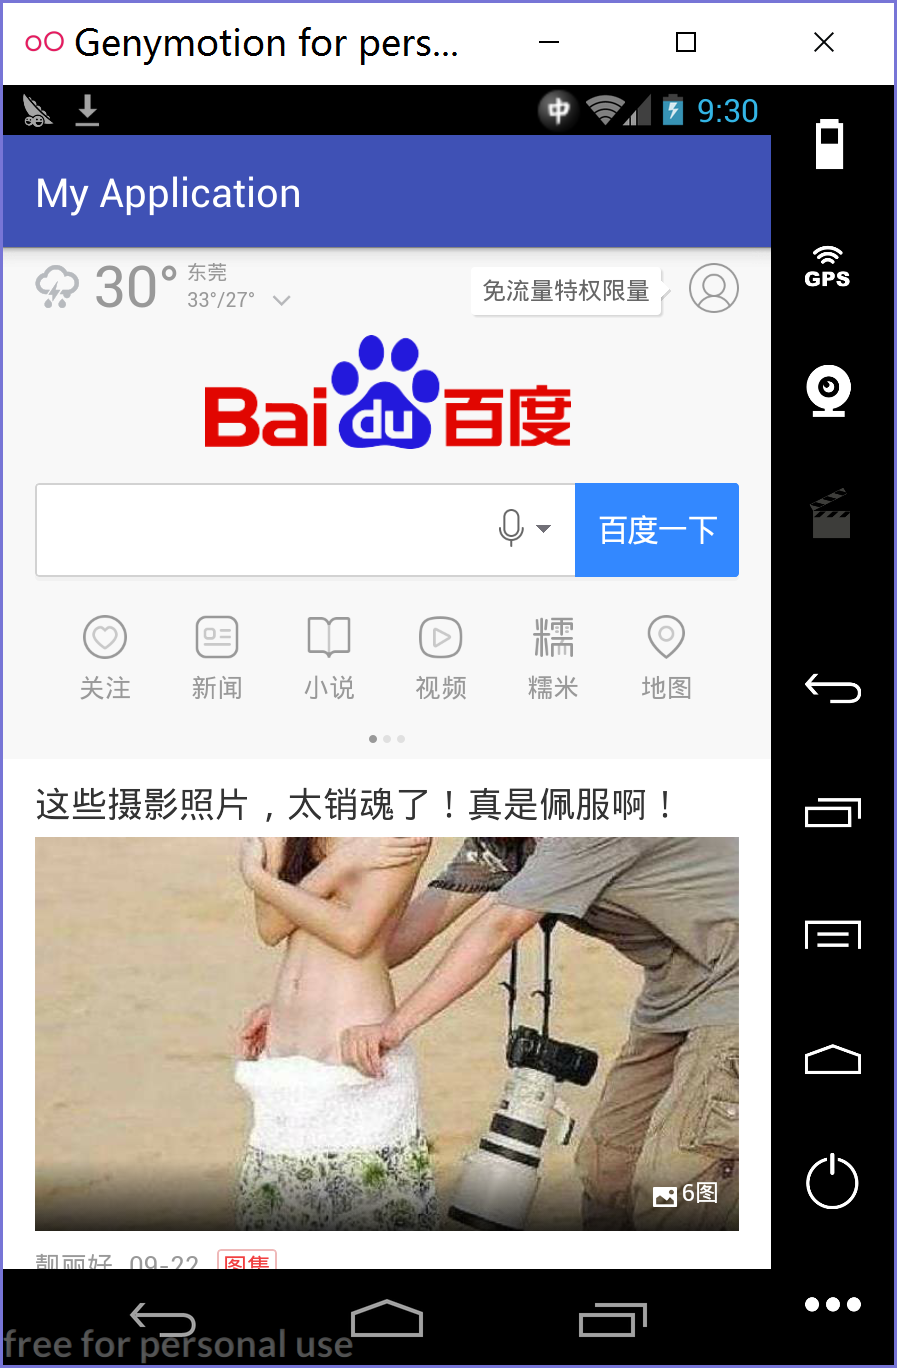 Genymotion for pers...
中 9:30
GPS
My Application
30° 东莞
33°/27°
免流量特权限量
Bai du 百度
百度一下
关注 新闻 小说 视频 糯米 地图
这些摄影照片，太销魂了！真是佩服啊！
6图
靓丽好 09-22 图集
free for personal use